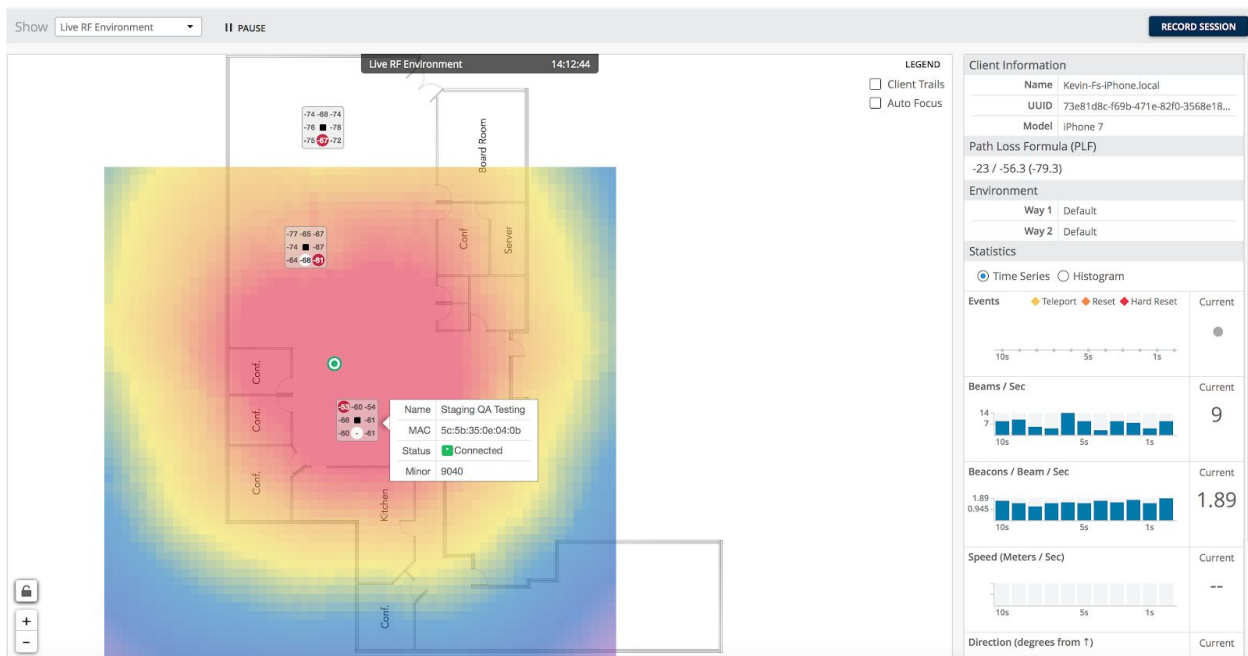 Show Live RF Environment PAUSE RECORD SESSION
Live RF Environment 14:12:44
LEGEND
Client Trails
Auto Focus
-74 -68 -74
-76 -78
-75 -67 -72
Board Room
-77 -65 -67
-74 -67
-64 -68 -61
Conf
Server
Conf.
Conf.
Conf.
-53 -60 -54
-66 -61
-60 - -61
Name Staging QA Testing
MAC 5c:5b:35:0e:04:0b
Status Connected
Minor 9040
Kitchen
Conf.
+
−
Client Information
Name Kevin-Fs-iPhone.local
UUID 73e81d8c-f69b-471e-82f0-3568e18...
Model iPhone 7
Path Loss Formula (PLF)
-23 / -56.3 (-79.3)
Environment
Way 1 Default
Way 2 Default
Statistics
Time Series Histogram
Events Teleport Reset Hard Reset Current
10s 5s 1s
Beams / Sec Current
14
7
9
10s 5s 1s
Beacons / Beam / Sec Current
1.89
0.945
1.89
10s 5s 1s
Speed (Meters / Sec) Current
--
10s 5s 1s
Direction (degrees from ↑) Current